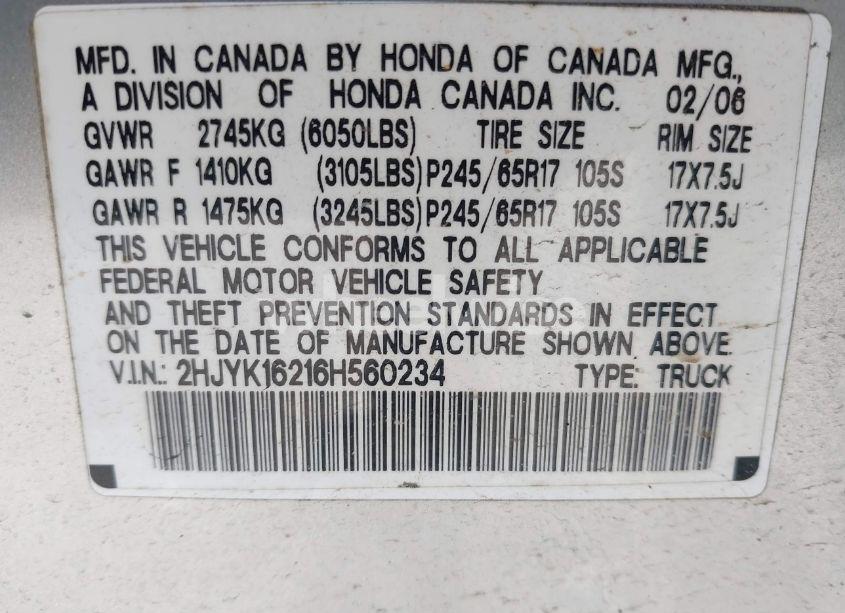 MFD. IN CANADA BY HONDA OF CANADA MFG.,
A DIVISION OF HONDA CANADA INC. 02/06
GVWR 2745KG (6050LBS) TIRE SIZE RIM SIZE
GAWR F 1410KG (3105LBS) P245/65R17 105S 17X7.5J
GAWR R 1475KG (3245LBS) P245/65R17 105S 17X7.5J
THIS VEHICLE CONFORMS TO ALL APPLICABLE
FEDERAL MOTOR VEHICLE SAFETY
AND THEFT PREVENTION STANDARDS IN EFFECT
ON THE DATE OF MANUFACTURE SHOWN ABOVE.
V.I.N.: 2HJYK16216H560234 TYPE: TRUCK